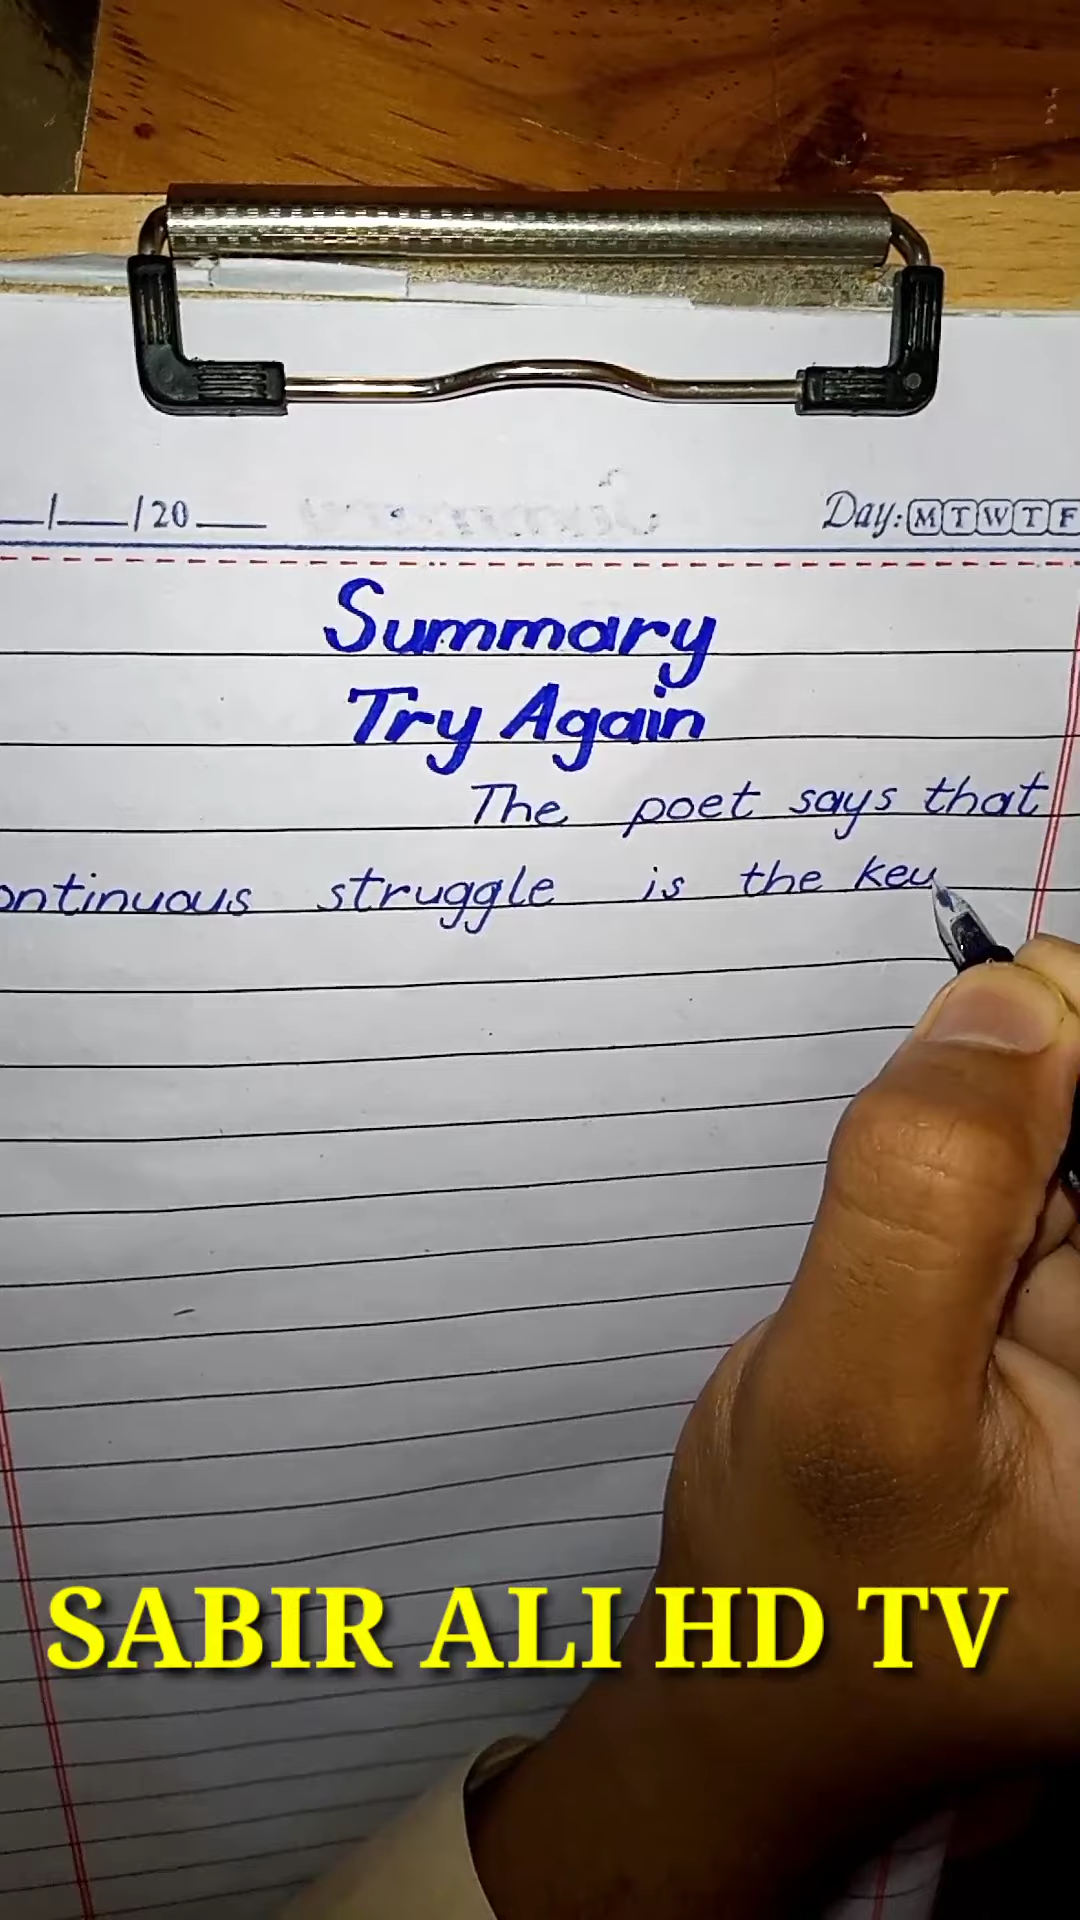 / /20
Day: M T W T F
Summary
Try Again
The poet says that
ontinuous struggle is the key
SABIR ALI HD TV